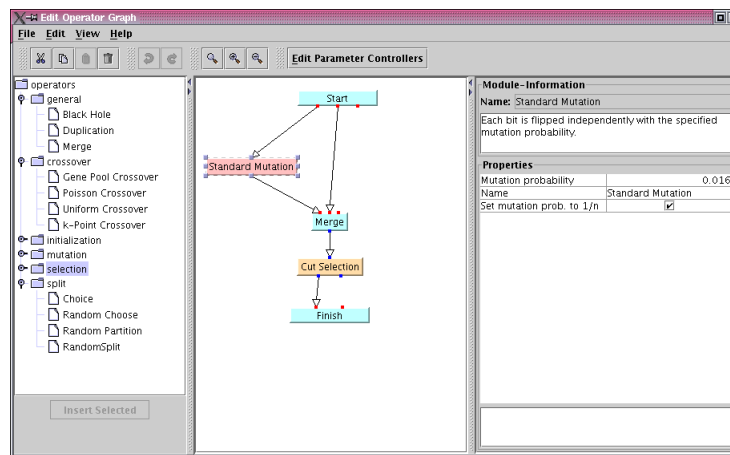 Edit Operator Graph
File Edit View Help
Edit Parameter Controllers
operators
general
Black Hole
Duplication
Merge
crossover
Gene Pool Crossover
Poisson Crossover
Uniform Crossover
k-Point Crossover
initialization
mutation
selection
split
Choice
Random Choose
Random Partition
RandomSplit
Insert Selected
Start
Standard Mutation
Merge
Cut Selection
Finish
Module-Information
Name: Standard Mutation
Each bit is flipped independently with the specified
mutation probability.
Properties
Mutation probability 0.016
Name Standard Mutation
Set mutation prob. to 1/n